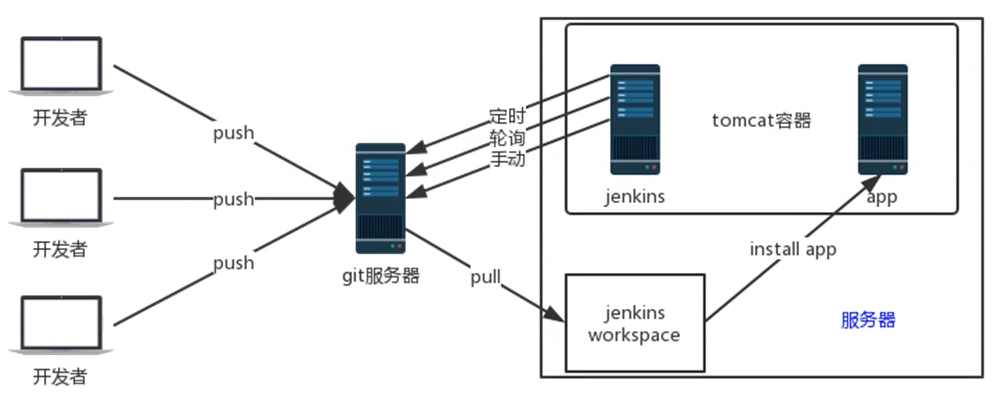 开发者
push
开发者
push
开发者
push
git服务器
定时
轮询
手动
pull
jenkins
tomcat容器
app
install app
jenkins
workspace
服务器